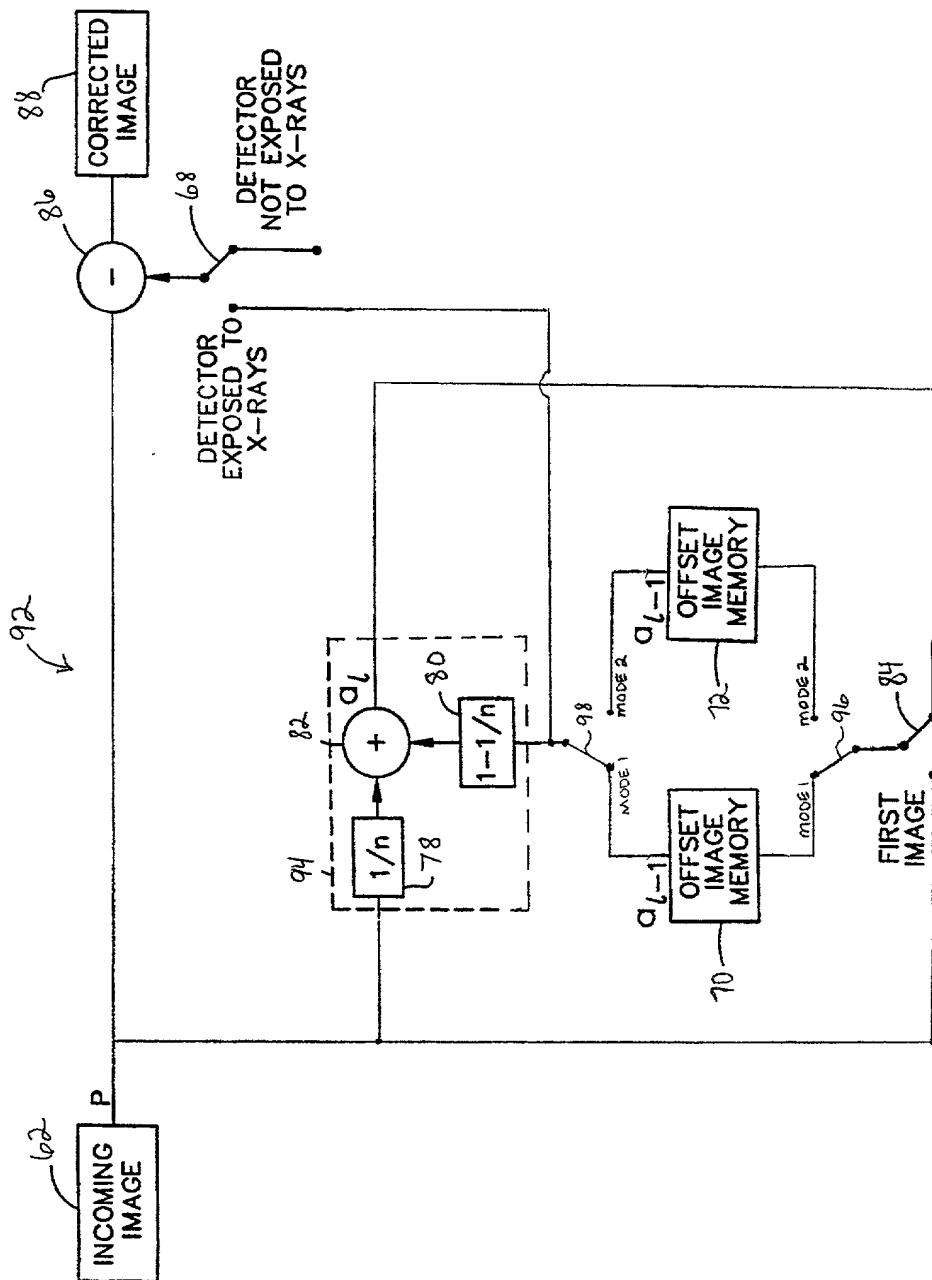 92
62
INCOMING
IMAGE
P
86
–
88
CORRECTED
IMAGE
68
DETECTOR
EXPOSED TO
X–RAYS
DETECTOR
NOT EXPOSED
TO X–RAYS
94
82
a_l
+
80
1/n
78
1–1/n
98
MODE 1
MODE 2
a_{l–1}
OFFSET
IMAGE
MEMORY
70
a_{l–1}
OFFSET
IMAGE
MEMORY
72
MODE 1
MODE 2
96
FIRST
IMAGE
84